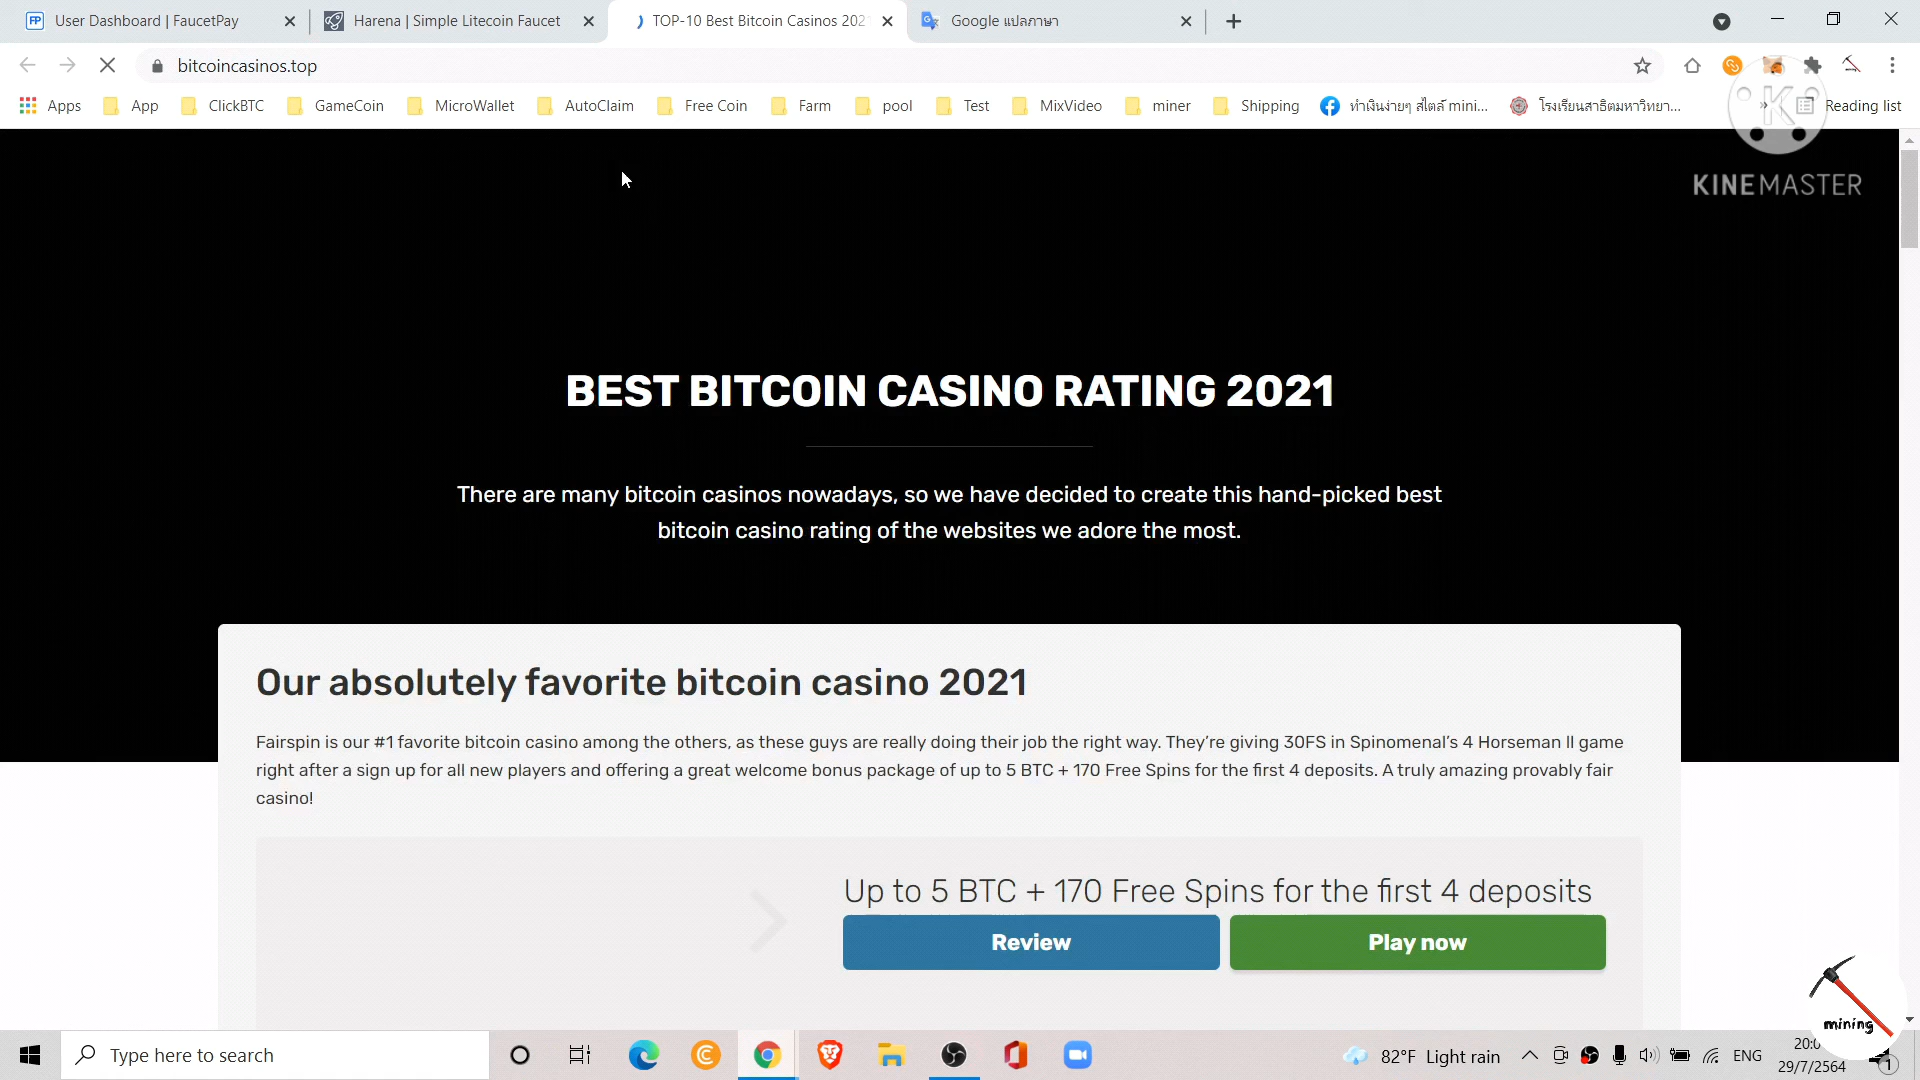 User Dashboard | FaucetPay
Harena | Simple Litecoin Faucet
TOP-10 Best Bitcoin Casinos 202
Google แปลภาษา
bitcoincasinos.top
Apps
App
ClickBTC
GameCoin
MicroWallet
AutoClaim
Free Coin
Farm
pool
Test
MixVideo
miner
Shipping
ทำเงินง่ายๆ สไตล์ mini...
โรงเรียนสาธิตมหาวิทยา...
Reading list
KINEMASTER
BEST BITCOIN CASINO RATING 2021
There are many bitcoin casinos nowadays, so we have decided to create this hand-picked best
bitcoin casino rating of the websites we adore the most.
Our absolutely favorite bitcoin casino 2021
Fairspin is our #1 favorite bitcoin casino among the others, as these guys are really doing their job the right way. They're giving 30FS in Spinomenal's 4 Horseman II game
right after a sign up for all new players and offering a great welcome bonus package of up to 5 BTC + 170 Free Spins for the first 4 deposits. A truly amazing provably fair
casino!
Up to 5 BTC + 170 Free Spins for the first 4 deposits
Review
Play now
mining
Type here to search
82°F Light rain
ENG
29/7/2564
1